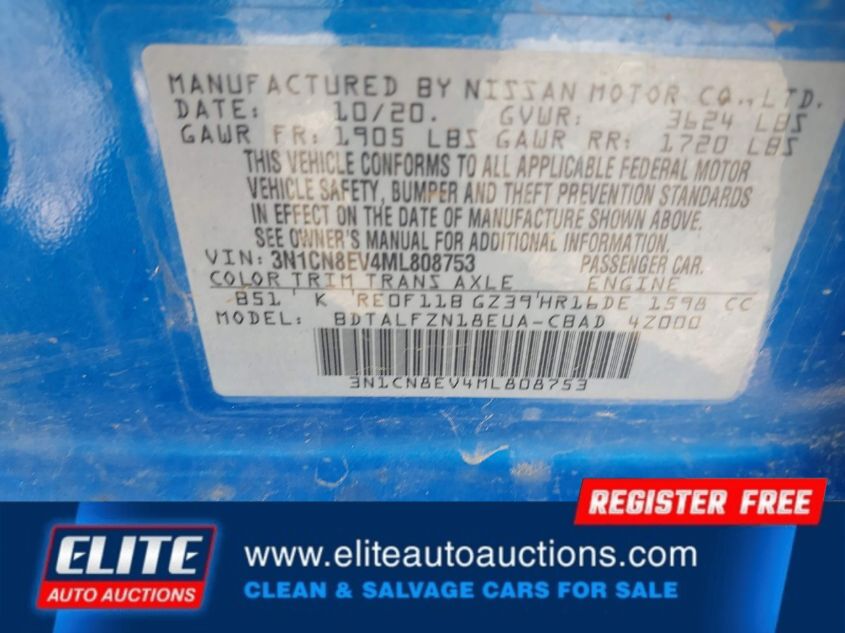 MANUFACTURED BY NISSAN MOTOR CO., LTD.
DATE: 10/20. GVWR: 3624 LBS
GAWR FR: 1905 LBS GAWR RR: 1720 LBS
THIS VEHICLE CONFORMS TO ALL APPLICABLE FEDERAL MOTOR
VEHICLE SAFETY, BUMPER AND THEFT PREVENTION STANDARDS
IN EFFECT ON THE DATE OF MANUFACTURE SHOWN ABOVE.
SEE OWNER'S MANUAL FOR ADDITIONAL INFORMATION.
VIN: 3N1CN8EV4ML808753 PASSENGER CAR.
COLOR TRIM TRANS AXLE ENGINE
B51 K RE0F11B GZ39 HR16DE 1598 CC
MODEL: BDTALFZN18EUA-CBAD 4Z000
3N1CN8EV4ML808753
REGISTER FREE
ELITE
AUTO AUCTIONS
www.eliteautoauctions.com
CLEAN & SALVAGE CARS FOR SALE